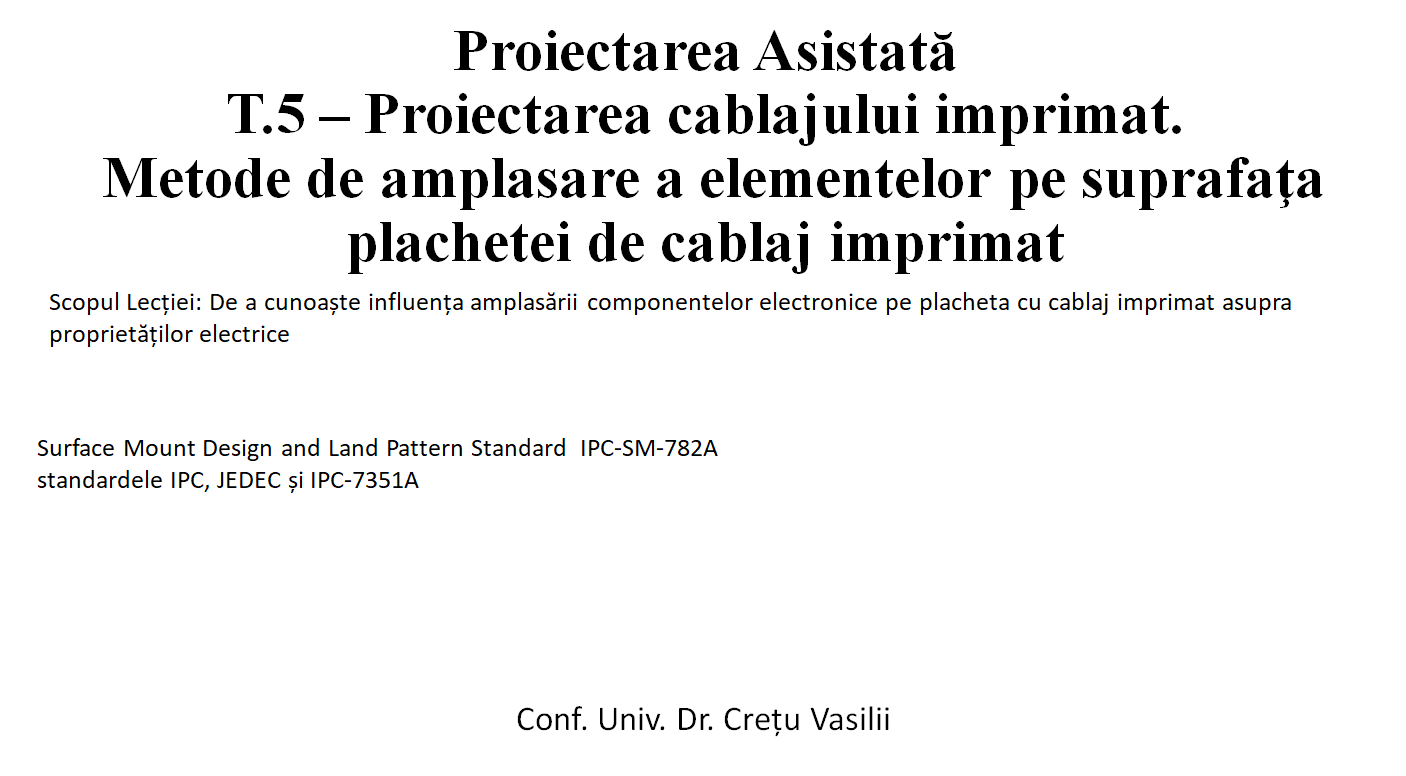 Proiectarea Asistată
T.5 – Proiectarea cablajului imprimat.
Metode de amplasare a elementelor pe suprafaţa
plachetei de cablaj imprimat
Scopul Lecției: De a cunoaște influența amplasării componentelor electronice pe placheta cu cablaj imprimat asupra
proprietăților electrice
Surface Mount Design and Land Pattern Standard IPC-SM-782A
standardele IPC, JEDEC și IPC-7351A
Conf. Univ. Dr. Crețu Vasilii